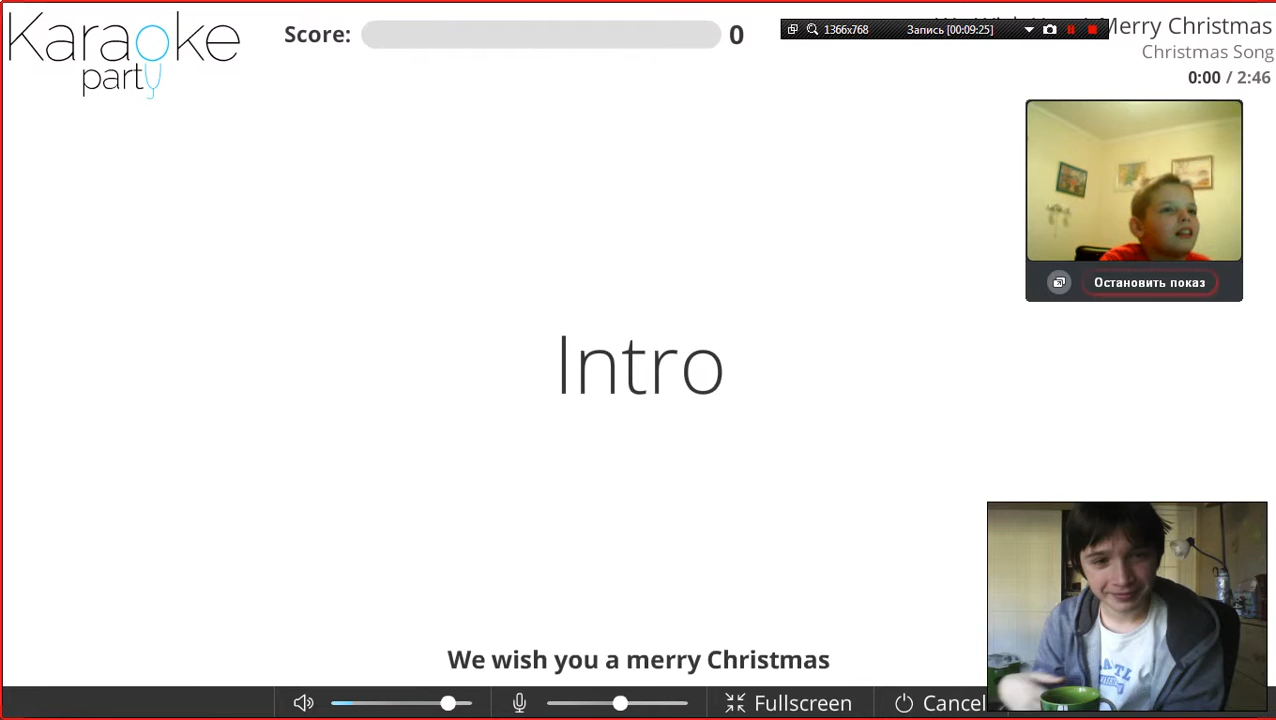 Karaoke
party
Score:
0
1366x768
Запись [00:09:25]
Merry Christmas
Christmas Song
0:00 / 2:46
Остановить показ
Intro
We wish you a merry Christmas
Fullscreen
Cancel